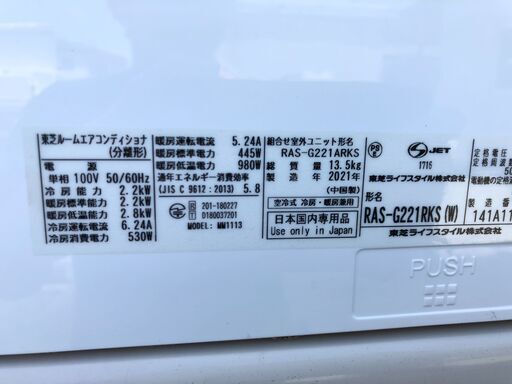 東芝ルームエアコンディショナ
(分離形)
電 源
単相 100V 50/60Hz
冷房能力 2.2kW
暖房標準能力 2.2kW
暖房低温能力 2.8kW
冷房運転電流 6.24A
冷房消費電力 530W
暖房運転電流 5.24A
暖房標準電力 445W
暖房低温電力 980W
通年エネルギー消費効率
(JIS C 9612:2013) 5.8
R 201-180227
D180037201
MODEL: MM1113
組合せ室外ユニット形名
RAS-G221ARKS
総 質 量 13.5kg
製 造 年 2021年
(中国製)
空冷式 冷房・暖房兼用
日本国内専用品
Use only in Japan
PS
E
JET
1716
東芝ライフスタイル株式会社
形名
RAS-G221RKS(W)
東芝ライフスタイル株式会社
定格電
50
電動機の定格
製造番
141A11
PUSH